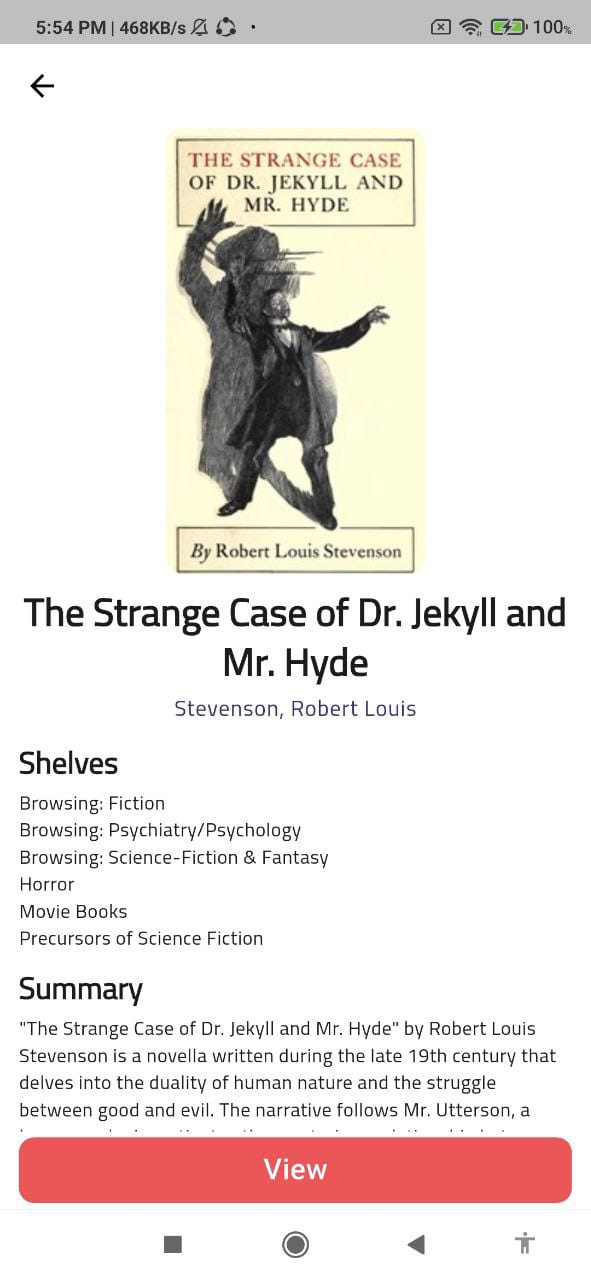 5:54 PM | 468KB/s
100%
THE STRANGE CASE
OF DR. JEKYLL AND
MR. HYDE
By Robert Louis Stevenson
The Strange Case of Dr. Jekyll and
Mr. Hyde
Stevenson, Robert Louis
Shelves
Browsing: Fiction
Browsing: Psychiatry/Psychology
Browsing: Science-Fiction & Fantasy
Horror
Movie Books
Precursors of Science Fiction
Summary
"The Strange Case of Dr. Jekyll and Mr. Hyde" by Robert Louis
Stevenson is a novella written during the late 19th century that
delves into the duality of human nature and the struggle
between good and evil. The narrative follows Mr. Utterson, a
View